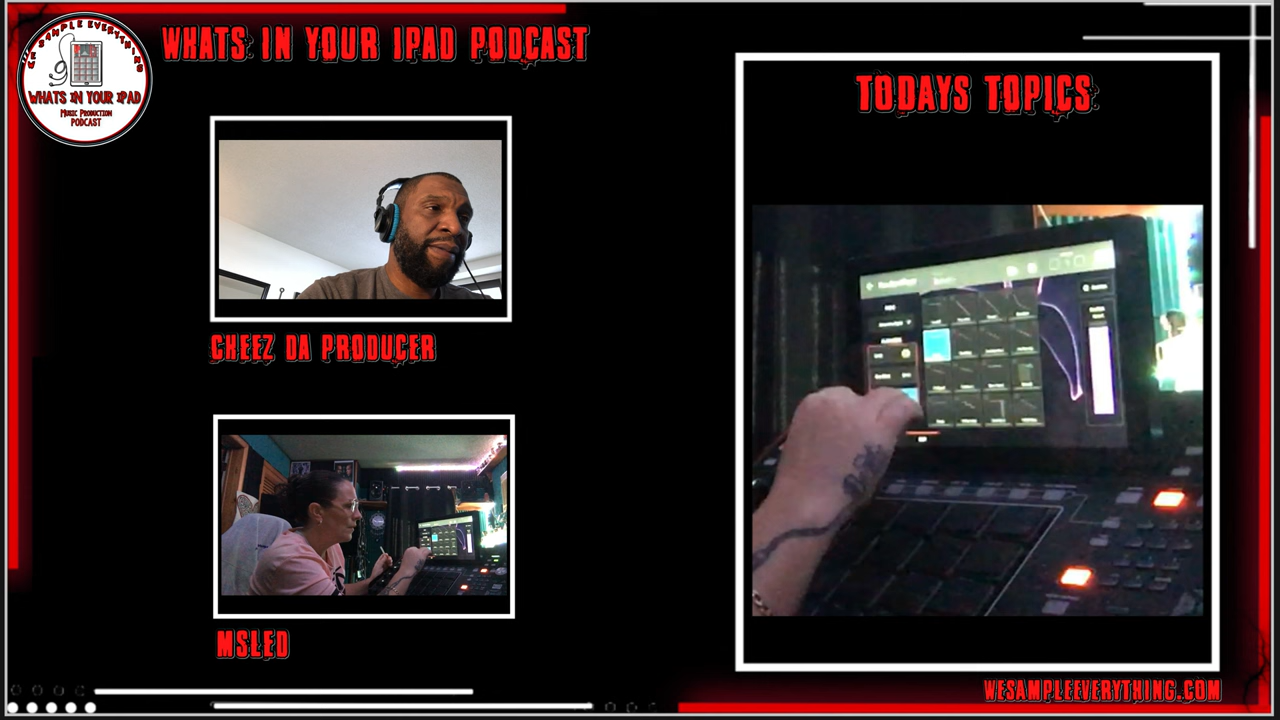 WE SAMPLE EVERYTHING
WHATS IN YOUR IPAD
MUSIC PRODUCTION
PODCAST
WHATS IN YOUR IPAD PODCAST
TODAYS TOPICS
CHEEZ DA PRODUCER
MSLED
WESAMPLEEVERYTHING.COM